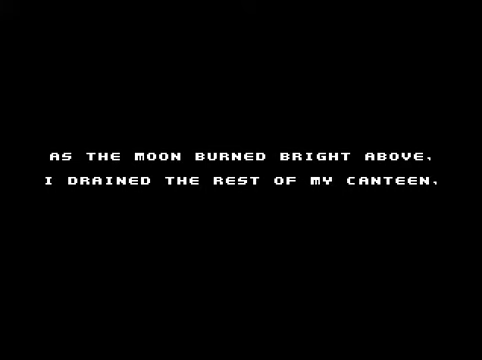 AS THE MOON BURNED BRIGHT ABOVE,
I DRAINED THE REST OF MY CANTEEN,